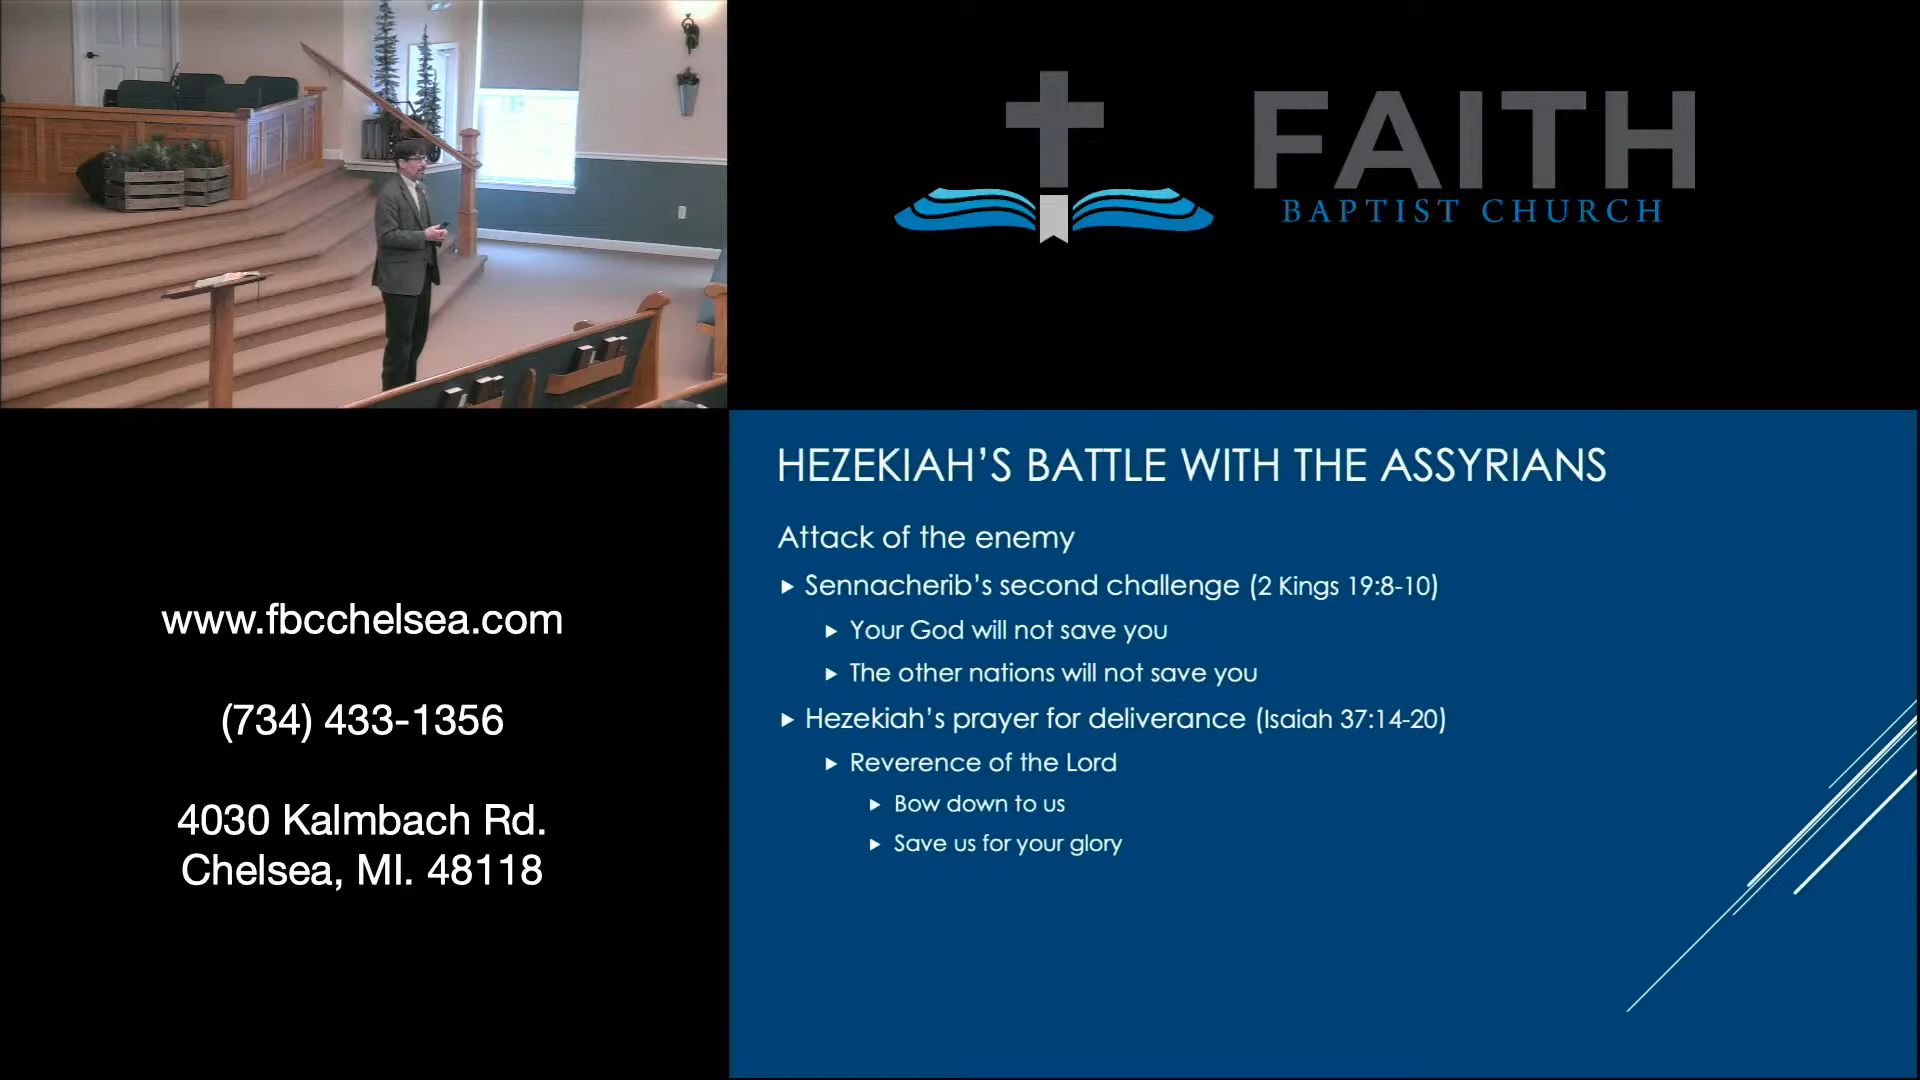 FAITH
BAPTIST CHURCH
www.fbcchelsea.com
(734) 433-1356
4030 Kalmbach Rd.
Chelsea, MI. 48118
HEZEKIAH’S BATTLE WITH THE ASSYRIANS
Attack of the enemy
Sennacherib’s second challenge (2 Kings 19:8-10)
Your God will not save you
The other nations will not save you
Hezekiah’s prayer for deliverance (Isaiah 37:14-20)
Reverence of the Lord
Bow down to us
Save us for your glory